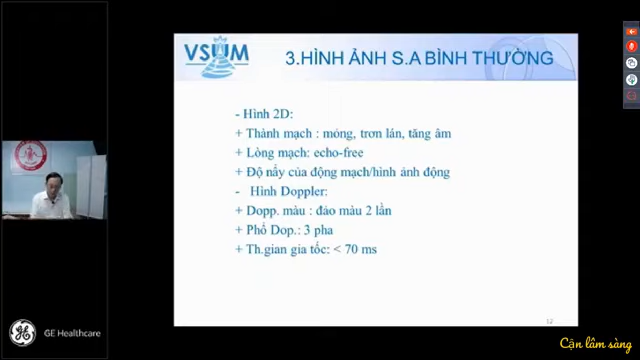 VSUM
3.HÌNH ẢNH S.A BÌNH THƯỜNG
- Hình 2D:
+ Thành mạch : mỏng, trơn lán, tăng âm
+ Lòng mạch: echo-free
+ Độ nẩy của động mạch/hình ảnh động
- Hình Doppler:
+ Dopp. màu : đảo màu 2 lần
+ Phổ Dop.: 3 pha
+ Th.gian gia tốc: < 70 ms
GE Healthcare
Cận lâm sàng